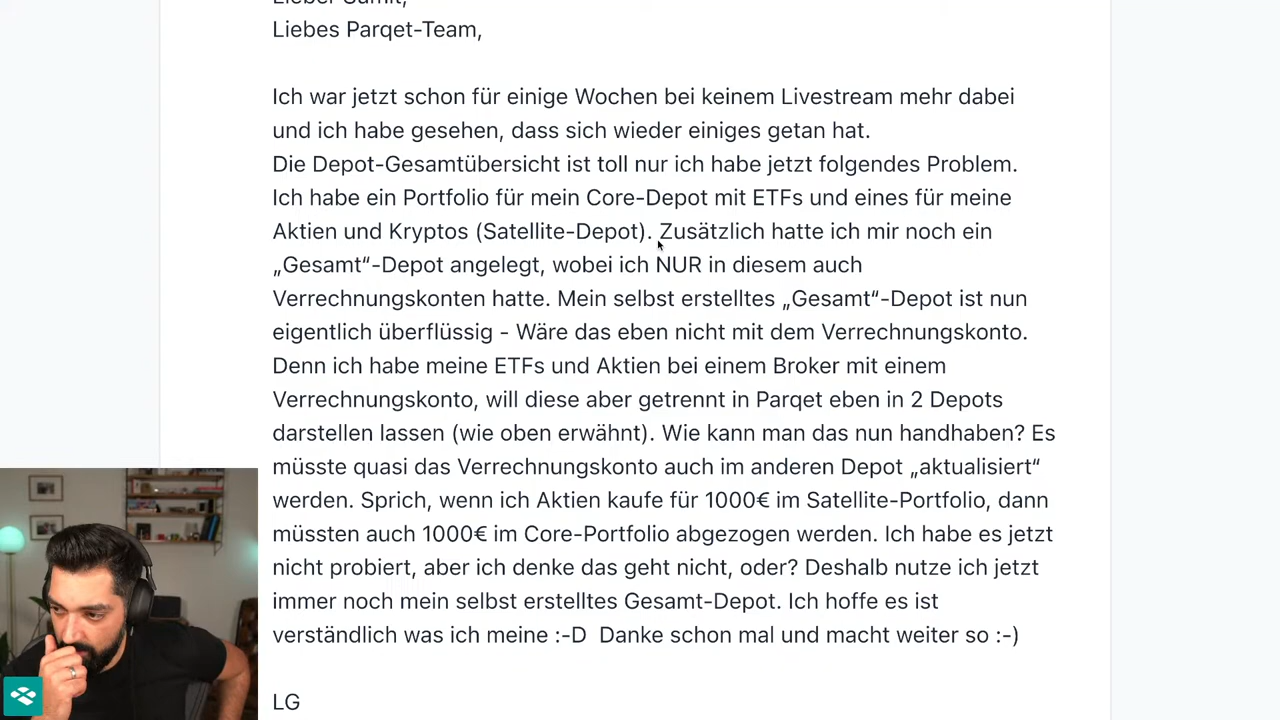 Lieber Sumit,
Liebes Parqet-Team,
Ich war jetzt schon für einige Wochen bei keinem Livestream mehr dabei
und ich habe gesehen, dass sich wieder einiges getan hat.
Die Depot-Gesamtübersicht ist toll nur ich habe jetzt folgendes Problem.
Ich habe ein Portfolio für mein Core-Depot mit ETFs und eines für meine
Aktien und Kryptos (Satellite-Depot). Zusätzlich hatte ich mir noch ein
„Gesamt“-Depot angelegt, wobei ich NUR in diesem auch
Verrechnungskonten hatte. Mein selbst erstelltes „Gesamt“-Depot ist nun
eigentlich überflüssig - Wäre das eben nicht mit dem Verrechnungskonto.
Denn ich habe meine ETFs und Aktien bei einem Broker mit einem
Verrechnungskonto, will diese aber getrennt in Parqet eben in 2 Depots
darstellen lassen (wie oben erwähnt). Wie kann man das nun handhaben? Es
müsste quasi das Verrechnungskonto auch im anderen Depot „aktualisiert“
werden. Sprich, wenn ich Aktien kaufe für 1000€ im Satellite-Portfolio, dann
müssten auch 1000€ im Core-Portfolio abgezogen werden. Ich habe es jetzt
nicht probiert, aber ich denke das geht nicht, oder? Deshalb nutze ich jetzt
immer noch mein selbst erstelltes Gesamt-Depot. Ich hoffe es ist
verständlich was ich meine :-D  Danke schon mal und macht weiter so :-)
LG